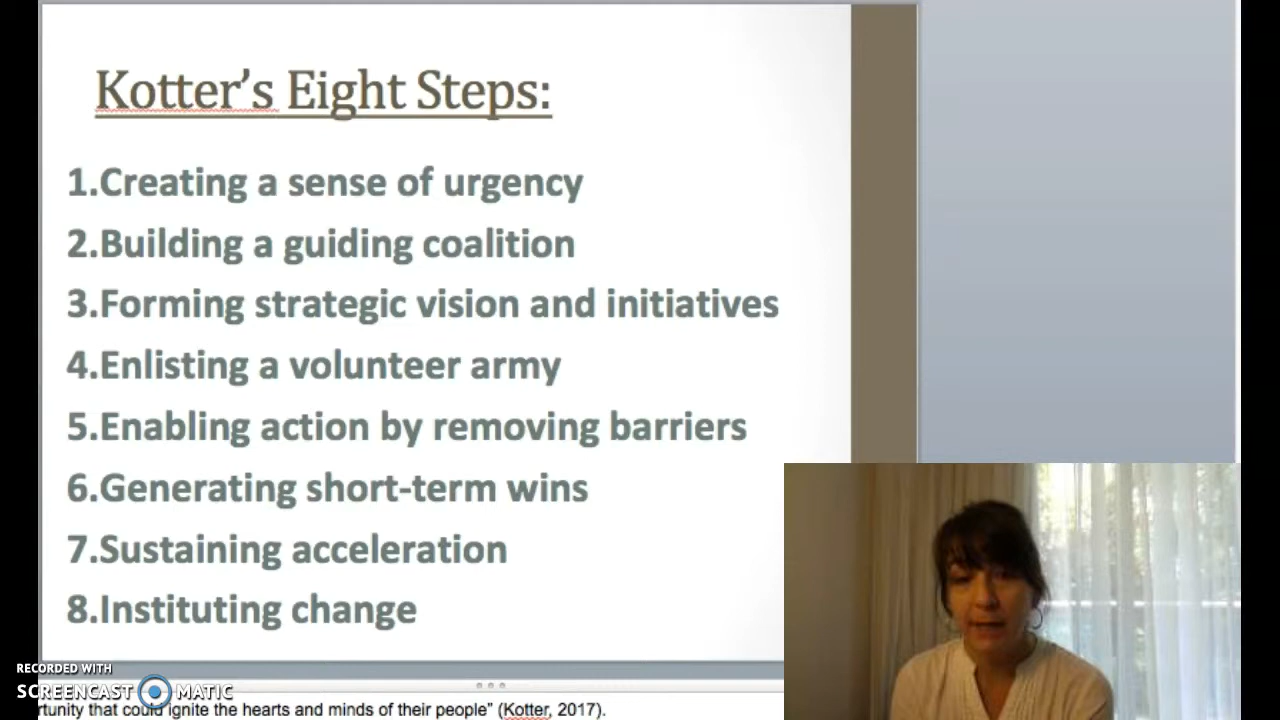 Kotter's Eight Steps:
1.Creating a sense of urgency
2.Building a guiding coalition
3.Forming strategic vision and initiatives
4.Enlisting a volunteer army
5.Enabling action by removing barriers
6.Generating short-term wins
7.Sustaining acceleration
8.Instituting change
RECORDED WITH
SCREENCAST MATIC
rtunity that could ignite the hearts and minds of their people" (Kotter, 2017).